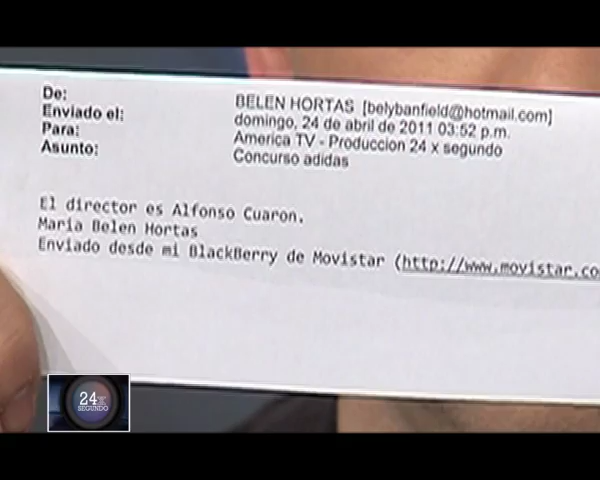 De: BELEN HORTAS [belybanfield@hotmail.com]
Enviado el: domingo, 24 de abril de 2011 03:52 p.m.
Para: America TV - Produccion 24 x segundo
Asunto: Concurso adidas
El director es Alfonso Cuaron.
Maria Belen Hortas
Enviado desde mi BlackBerry de Movistar (http://www.movistar.co
24x
SEGUNDO